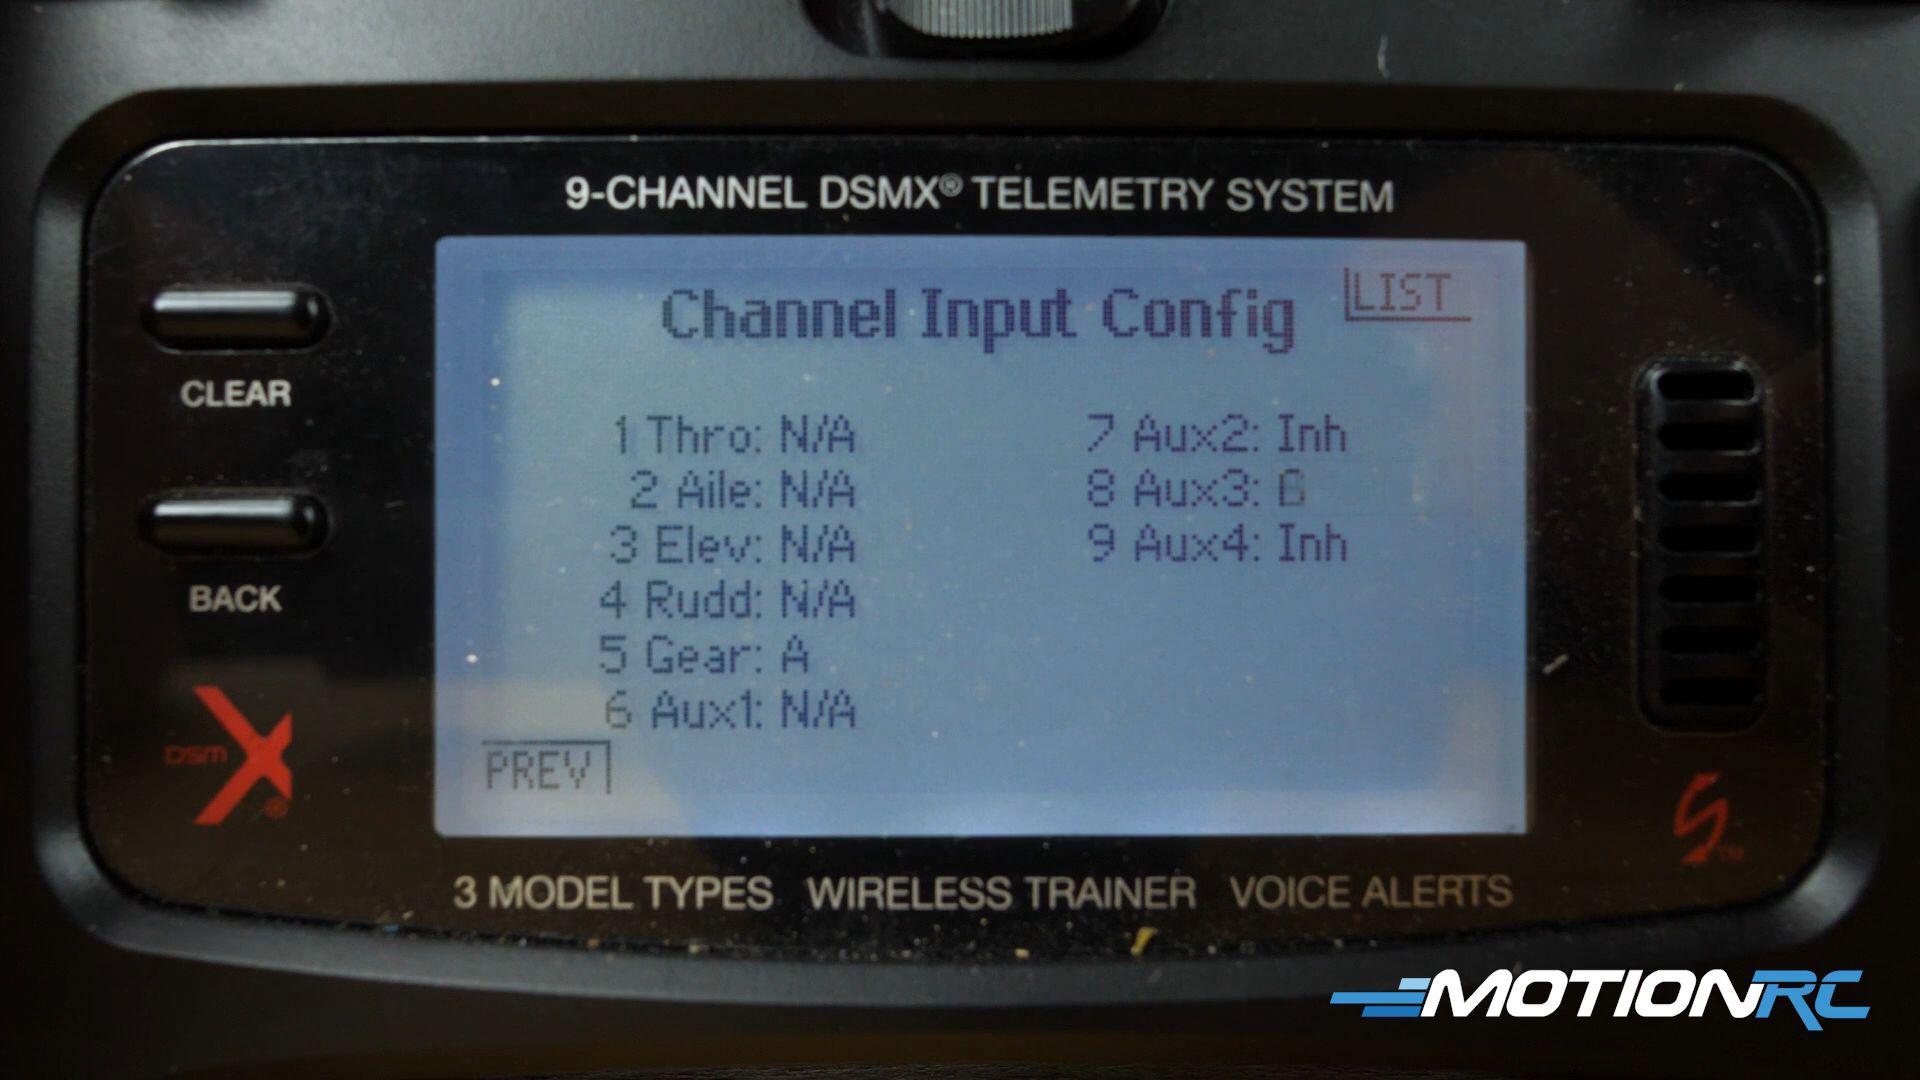 9-CHANNEL DSMX® TELEMETRY SYSTEM
Channel Input Config
LIST
1 Thro: N/A
2 Aile: N/A
3 Elev: N/A
4 Rudd: N/A
5 Gear: A
6 Aux1: N/A
7 Aux2: Inh
8 Aux3: B
9 Aux4: Inh
PREV
CLEAR
BACK
DSM X®
S™
3 MODEL TYPES WIRELESS TRAINER VOICE ALERTS
MOTIONRC